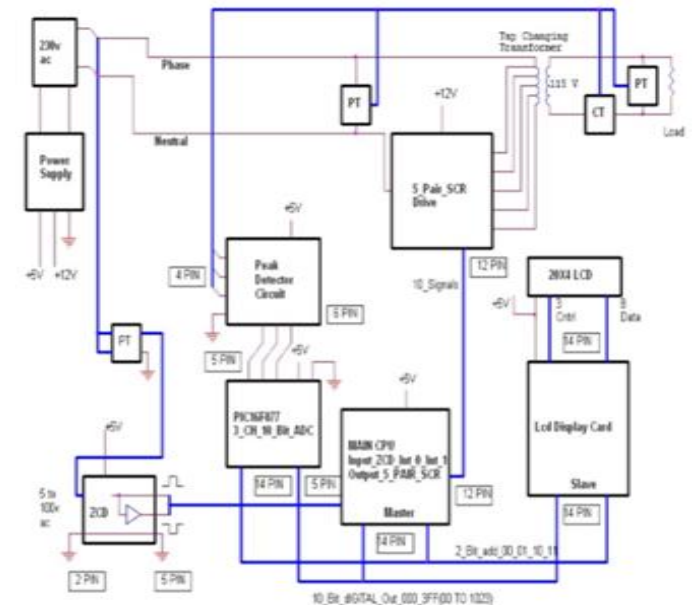 230v
ac
Phase
Neutral
Power
Supply
+5V +12V
PT
Tap Changing
Transformer
115 V
PT
CT
Load
+12V
5_Pair_SCR
Drive
12 PIN
10_Signals
+5V
4 PIN
Peak
Detector
Circuit
6 PIN
5 PIN
+5V
PIC16F877
3_CH_10_Bit_ADC
14 PIN
5 PIN
+5V
MAIN CPU
Input_ZCD_Int_0_Int_1
Output_5_PAIR_SCR
Master
12 PIN
14 PIN
20X4 LCD
+5V
3
Cntrl
8
Data
14 PIN
Lcd Display Card
Slave
14 PIN
PT
+5V
5 to
100v
ac
ZCD
2 PIN
5 PIN
2_Bit_add_00_01_10_11
10_Bit_dIGITAL_Out_000_3FF(00 TO 1023)